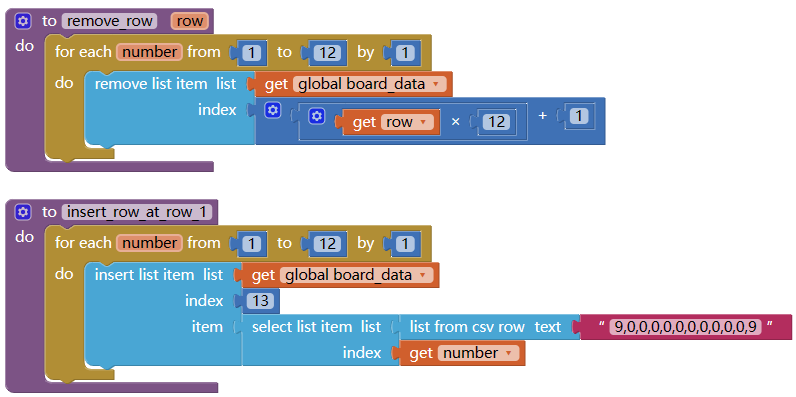 to remove_row row
do for each number from 1 to 12 by 1
do remove list item list get global board_data
index get row × 12 + 1
to insert_row_at_row_1
do for each number from 1 to 12 by 1
do insert list item list get global board_data
index 13
item select list item list list from csv row text “ 9,0,0,0,0,0,0,0,0,0,0,9 ”
index get number